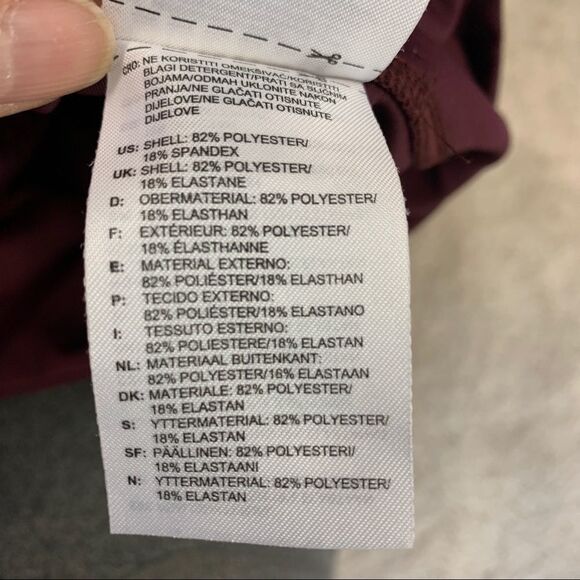 CRO: NE KORISTITI OMEKSIVAČ/KORISTITI
BLAGI DETERGENT/PRATI SA SLIČNIM
BOJAMA/ODMAH UKLONITE NAKON
PRANJA/NE GLAČATI OTISNUTE
DIJELOVE/NE GLAČATI OTISNUTE
DIJELOVE
US: SHELL: 82% POLYESTER/
18% SPANDEX
UK: SHELL: 82% POLYESTER/
18% ELASTANE
D: OBERMATERIAL: 82% POLYESTER/
18% ELASTHAN
F: EXTÉRIEUR: 82% POLYESTER/
18% ÉLASTHANNE
E: MATERIAL EXTERNO:
82% POLIÉSTER/18% ELASTHAN
P: TECIDO EXTERNO:
82% POLIÉSTER/18% ELASTANO
I: TESSUTO ESTERNO:
82% POLIESTERE/18% ELASTAN
NL: MATERIAAL BUITENKANT:
82% POLYESTER/18% ELASTAAN
DK: MATERIALE: 82% POLYESTER/
18% ELASTAN
S: YTTERMATERIAL: 82% POLYESTER/
18% ELASTAN
SF: PÄÄLLINEN: 82% POLYESTERI/
18% ELASTAANI
N: YTTERMATERIAL: 82% POLYESTER/
18% ELASTAN